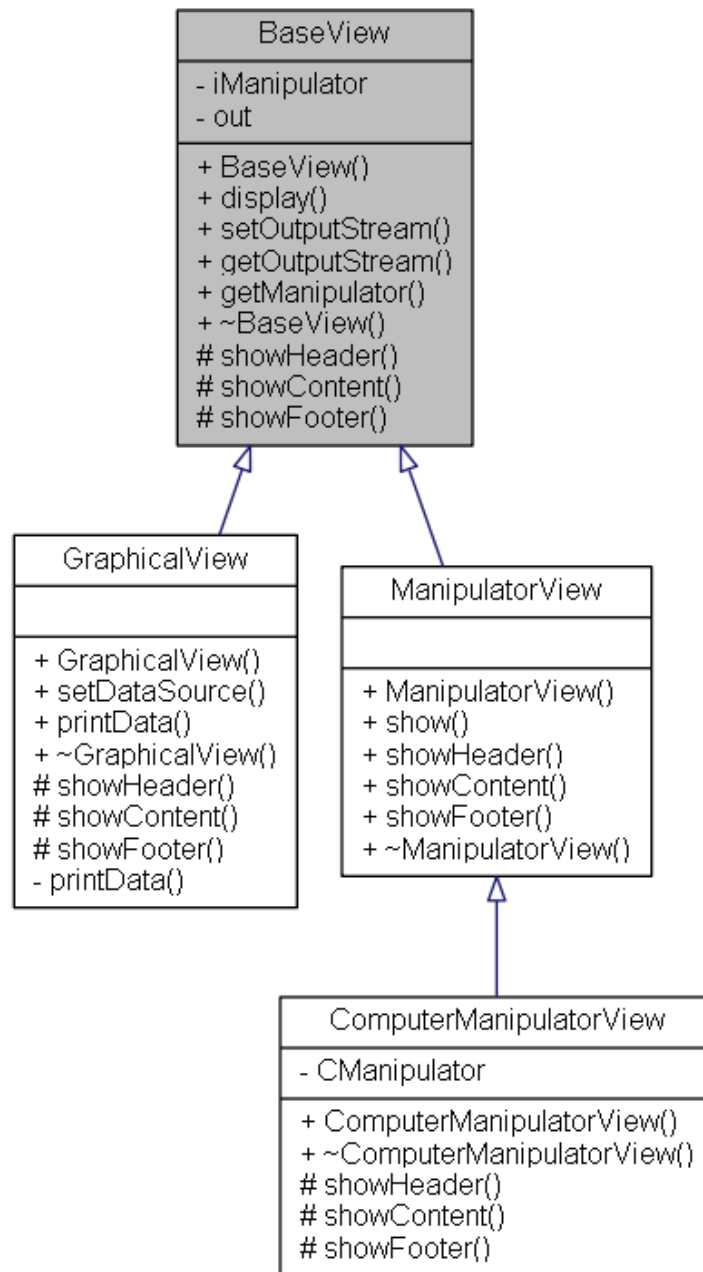 BaseView
- iManipulator
- out
+ BaseView()
+ display()
+ setOutputStream()
+ getOutputStream()
+ getManipulator()
+ ~BaseView()
# showHeader()
# showContent()
# showFooter()
GraphicalView
+ GraphicalView()
+ setDataSource()
+ printData()
+ ~GraphicalView()
# showHeader()
# showContent()
# showFooter()
- printData()
ManipulatorView
+ ManipulatorView()
+ show()
+ showHeader()
+ showContent()
+ showFooter()
+ ~ManipulatorView()
ComputerManipulatorView
- CManipulator
+ ComputerManipulatorView()
+ ~ComputerManipulatorView()
# showHeader()
# showContent()
# showFooter()